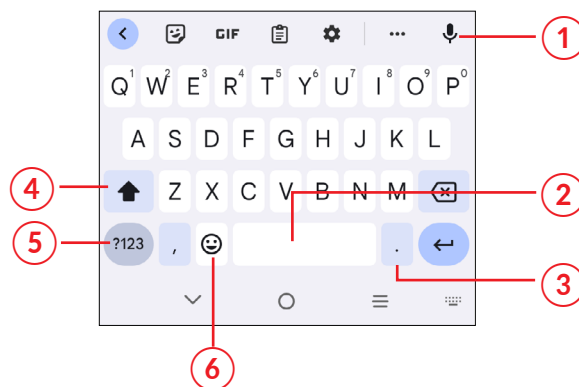 GIF 1
Q1 W2 E3 R4 T5 Y6 U7 I8 O9 P0
A S D F G H J K L
4 Z X C V B N M 2
5 ?123 , . 3
6